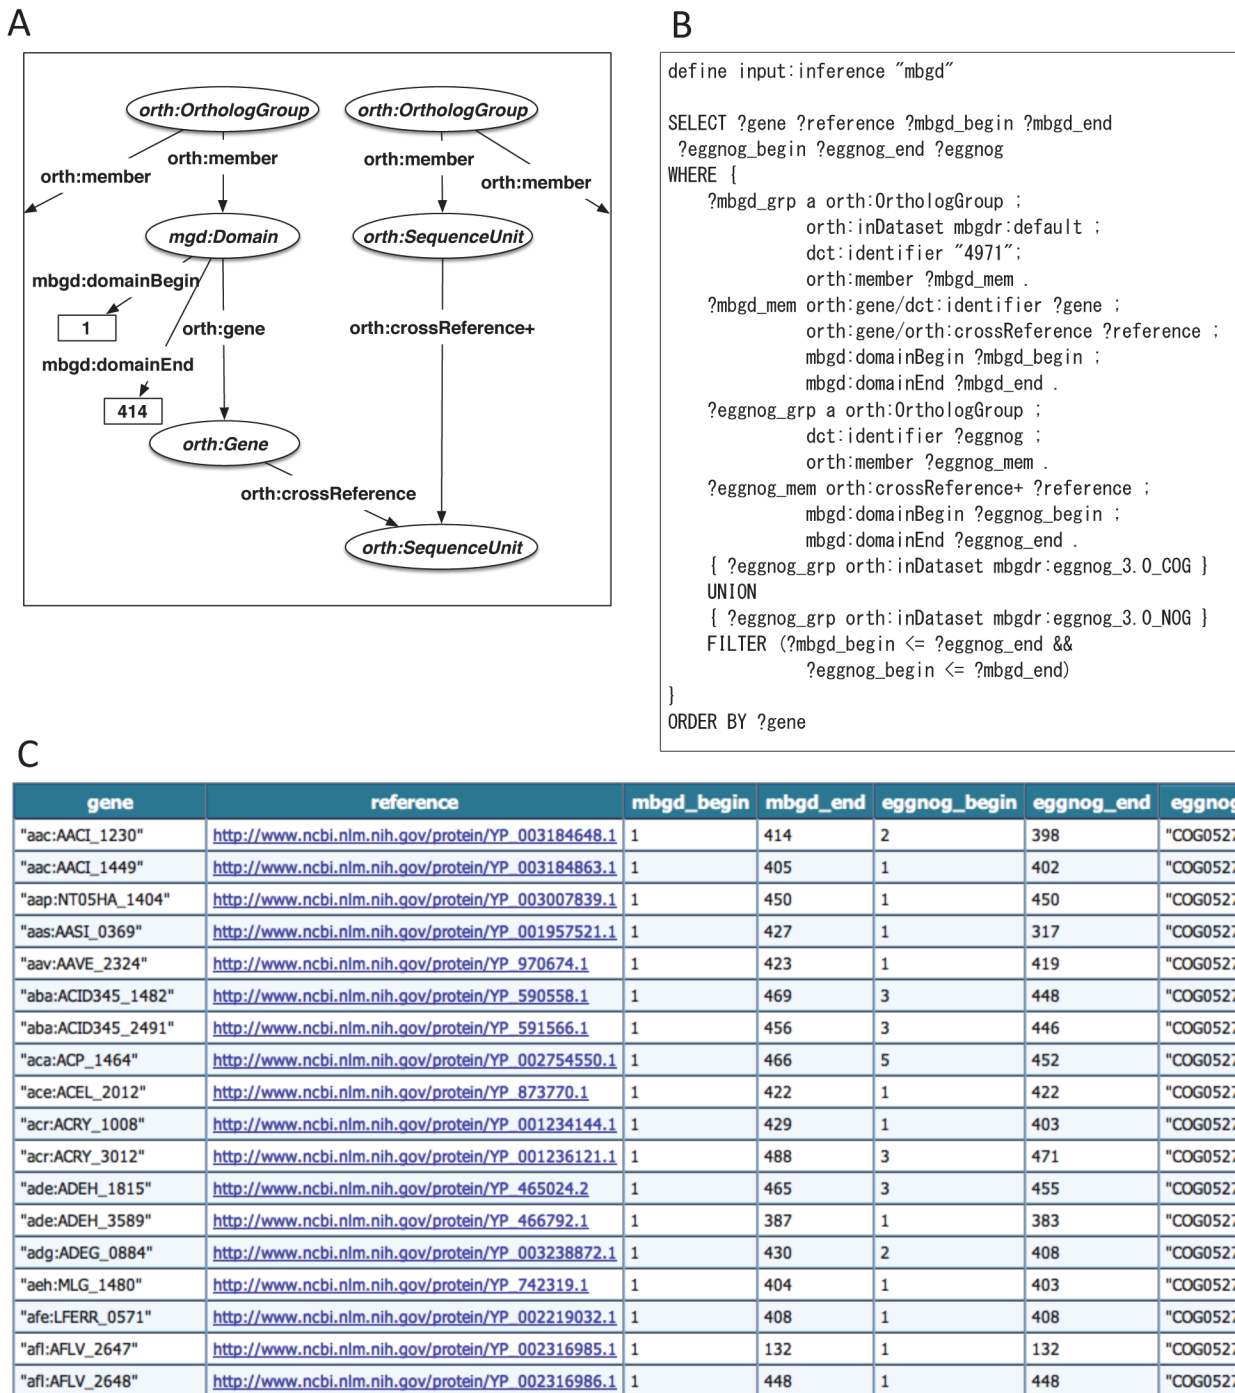 A
orth:OrthologGroup
orth:OrthologGroup
orth:member
orth:member
orth:member
orth:member
mgd:Domain
orth:SequenceUnit
mbgd:domainBegin
1
orth:gene
orth:crossReference+
mbgd:domainEnd
414
orth:Gene
orth:crossReference
orth:SequenceUnit
B
define input:inference "mbgd"
SELECT ?gene ?reference ?mbgd_begin ?mbgd_end
?eggnog_begin ?eggnog_end ?eggnog
WHERE {
?mbgd_grp a orth:OrthologGroup ;
orth:inDataset mbgdr:default ;
dct:identifier "4971";
orth:member ?mbgd_mem .
?mbgd_mem orth:gene/dct:identifier ?gene ;
orth:gene/orth:crossReference ?reference ;
mbgd:domainBegin ?mbgd_begin ;
mbgd:domainEnd ?mbgd_end .
?eggnog_grp a orth:OrthologGroup ;
dct:identifier ?eggnog ;
orth:member ?eggnog_mem .
?eggnog_mem orth:crossReference+ ?reference ;
mbgd:domainBegin ?eggnog_begin ;
mbgd:domainEnd ?eggnog_end .
{ ?eggnog_grp orth:inDataset mbgdr:eggnog_3.0_COG }
UNION
{ ?eggnog_grp orth:inDataset mbgdr:eggnog_3.0_NOG }
FILTER (?mbgd_begin <= ?eggnog_end &&
?eggnog_begin <= ?mbgd_end)
}
ORDER BY ?gene
C
gene reference mbgd_begin mbgd_end eggnog_begin eggnog_end eggnog
"aac:AACI_1230" http://www.ncbi.nlm.nih.gov/protein/YP_003184648.1 1 414 2 398 "COG0527
"aac:AACI_1449" http://www.ncbi.nlm.nih.gov/protein/YP_003184863.1 1 405 1 402 "COG0527
"aap:NT05HA_1404" http://www.ncbi.nlm.nih.gov/protein/YP_003007839.1 1 450 1 450 "COG0527
"aas:AASI_0369" http://www.ncbi.nlm.nih.gov/protein/YP_001957521.1 1 427 1 317 "COG0527
"aav:AAVE_2324" http://www.ncbi.nlm.nih.gov/protein/YP_970674.1 1 423 1 419 "COG0527
"aba:ACID345_1482" http://www.ncbi.nlm.nih.gov/protein/YP_590558.1 1 469 3 448 "COG0527
"aba:ACID345_2491" http://www.ncbi.nlm.nih.gov/protein/YP_591566.1 1 456 3 446 "COG0527
"aca:ACP_1464" http://www.ncbi.nlm.nih.gov/protein/YP_002754550.1 1 466 5 452 "COG0527
"ace:ACEL_2012" http://www.ncbi.nlm.nih.gov/protein/YP_873770.1 1 422 1 422 "COG0527
"acr:ACRY_1008" http://www.ncbi.nlm.nih.gov/protein/YP_001234144.1 1 429 1 403 "COG0527
"acr:ACRY_3012" http://www.ncbi.nlm.nih.gov/protein/YP_001236121.1 1 488 3 471 "COG0527
"ade:ADEH_1815" http://www.ncbi.nlm.nih.gov/protein/YP_465024.2 1 465 3 455 "COG0527
"ade:ADEH_3589" http://www.ncbi.nlm.nih.gov/protein/YP_466792.1 1 387 1 383 "COG0527
"adg:ADEG_0884" http://www.ncbi.nlm.nih.gov/protein/YP_003238872.1 1 430 2 408 "COG0527
"aeh:MLG_1480" http://www.ncbi.nlm.nih.gov/protein/YP_742319.1 1 404 1 403 "COG0527
"afe:LFERR_0571" http://www.ncbi.nlm.nih.gov/protein/YP_002219032.1 1 408 1 408 "COG0527
"afl:AFLV_2647" http://www.ncbi.nlm.nih.gov/protein/YP_002316985.1 1 132 1 132 "COG0527
"afl:AFLV_2648" http://www.ncbi.nlm.nih.gov/protein/YP_002316986.1 1 448 1 448 "COG0527